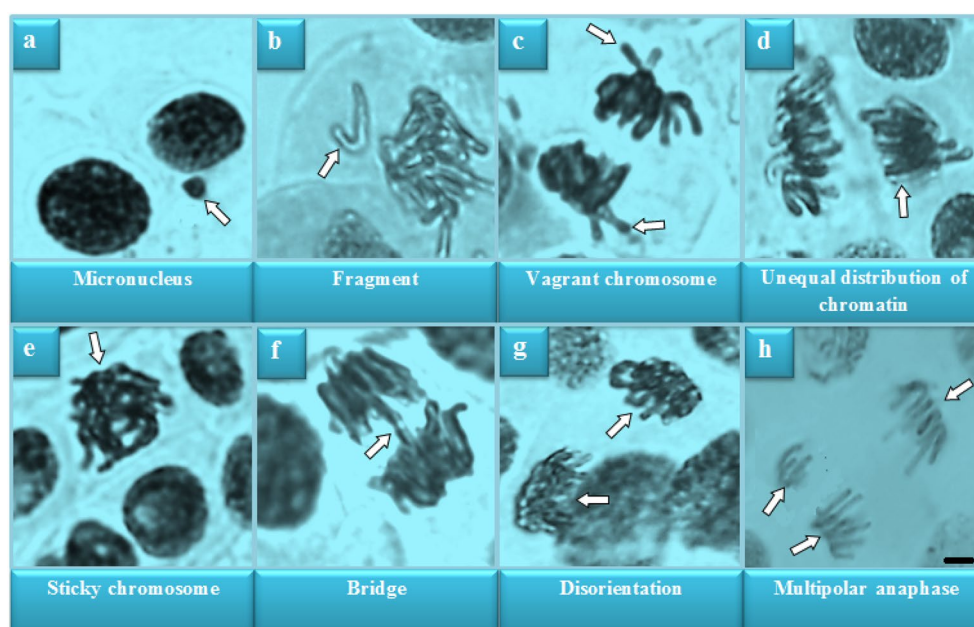 a
b
c
d
Micronucleus
Fragment
Vagrant chromosome
Unequal distribution of
chromatin
e
f
g
h
Sticky chromosome
Bridge
Disorientation
Multipolar anaphase